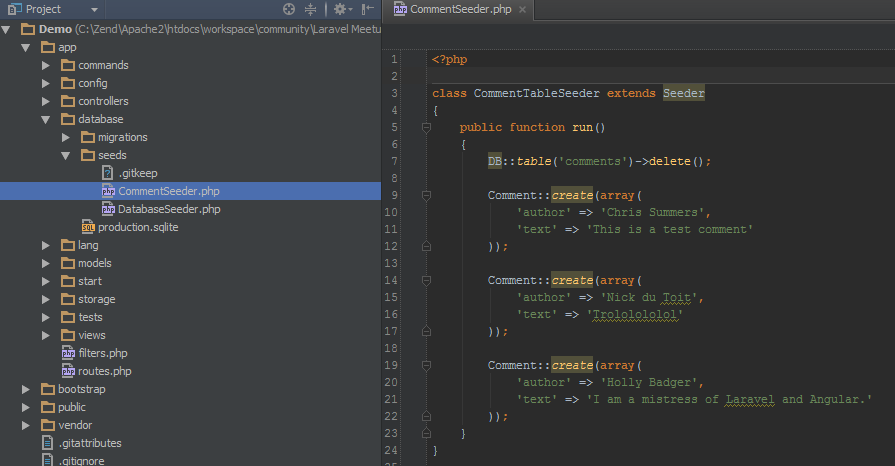 Project
Demo (C:\Zend\Apache2\htdocs\workspace\community\Laravel Meetu
app
commands
config
controllers
database
migrations
seeds
.gitkeep
CommentSeeder.php
DatabaseSeeder.php
production.sqlite
lang
models
start
storage
tests
views
filters.php
routes.php
bootstrap
public
vendor
.gitattributes
.gitignore
CommentSeeder.php
1 <?php
2
3 class CommentTableSeeder extends Seeder
4 {
5 public function run()
6 {
7 DB::table('comments')->delete();
8
9 Comment::create(array(
10 'author' => 'Chris Summers',
11 'text' => 'This is a test comment'
12 ));
13
14 Comment::create(array(
15 'author' => 'Nick du Toit',
16 'text' => 'Trololololol'
17 ));
18
19 Comment::create(array(
20 'author' => 'Holly Badger',
21 'text' => 'I am a mistress of Laravel and Angular.'
22 ));
23 }
24 }